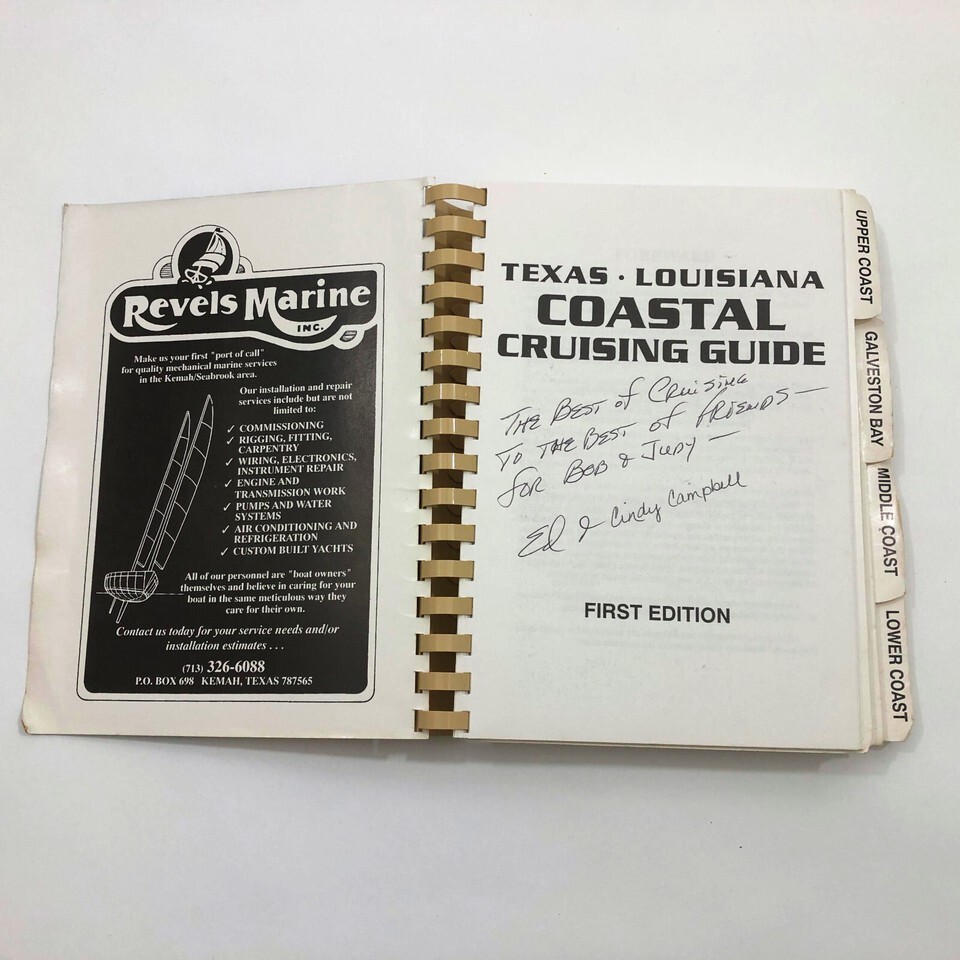 Revels Marine
INC.
Make us your first "port of call"
for quality mechanical marine services
in the Kemah/Seabrook area.
Our installation and repair
services include but are not
limited to:
✓ COMMISSIONING
✓ RIGGING, FITTING,
CARPENTRY
✓ WIRING, ELECTRONICS,
INSTRUMENT REPAIR
✓ ENGINE AND
TRANSMISSION WORK
✓ PUMPS AND WATER
SYSTEMS
✓ AIR CONDITIONING AND
REFRIGERATION
✓ CUSTOM BUILT YACHTS
All of our personnel are "boat owners"
themselves and believe in caring for your
boat in the same meticulous way they
care for their own.
Contact us today for your service needs and/or
installation estimates . . .
(713) 326-6088
P.O. BOX 698 KEMAH, TEXAS 787565
TEXAS · LOUISIANA
COASTAL
CRUISING GUIDE
THE BEST of CRUISING
TO THE BEST of FRIENDS —
FOR BOB & JUDY —
Ed & Cindy Campbell
FIRST EDITION
UPPER COAST
GALVESTON BAY
MIDDLE COAST
LOWER COAST